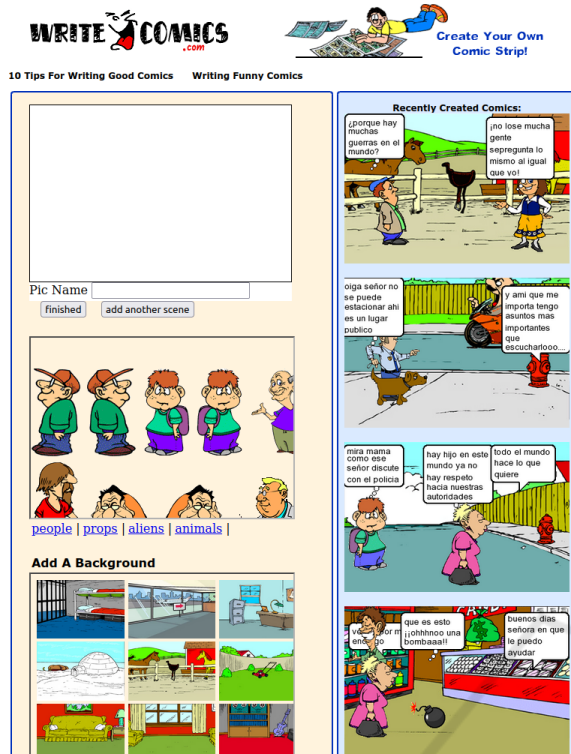 WRITE COMICS
.com
Create Your Own
Comic Strip!
10 Tips For Writing Good Comics
Writing Funny Comics
Pic Name
finished
add another scene
people | props | aliens | animals |
Add A Background
Recently Created Comics:
¿porque hay
muchas
guerras en el
mundo?
¡no lose mucha
gente
sepregunta lo
mismo al igual
que yo!
oiga señor no
se puede
estacionar ahi
es un lugar
publico
y ami que me
importa tengo
asuntos mas
importantes
que
escucharlooo....
mira mama
como ese
señor discute
con el policia
hay hijo en este
mundo ya no
hay respeto
hacia nuestras
autoridades
todo el mundo
hace lo que
quiere
que es esto
¡¡ohhhnoo una
bombaaa!!
buenos dias
señora en que
le puedo
ayudar